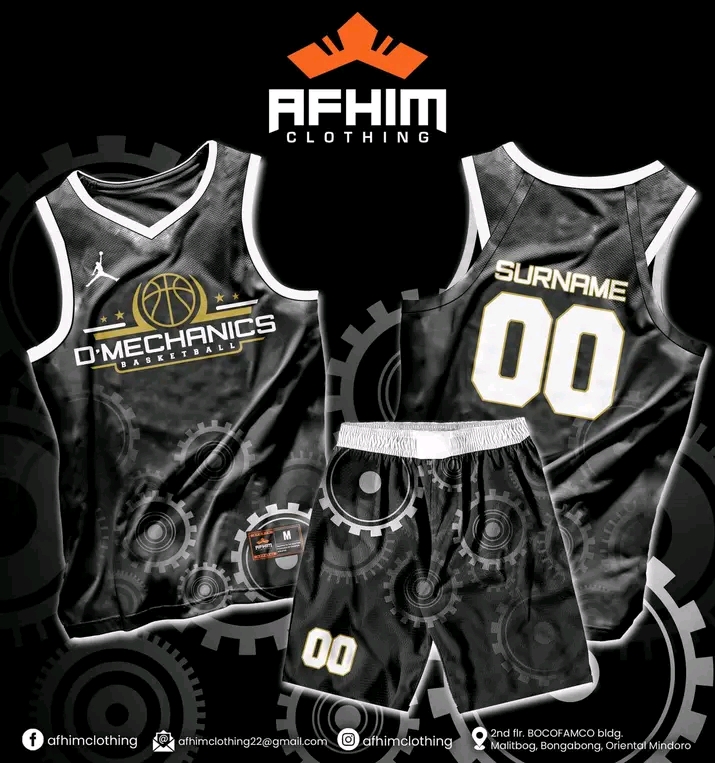 AFHIM
CLOTHING
SURNAME
00
D'MECHANICS
BASKETBALL
AFHIM
M
00
afhimclothing
afhimclothing22@gmail.com
afhimclothing
2nd flr. BOCOFAMCO bldg.
Malitbog, Bongabong, Oriental Mindoro